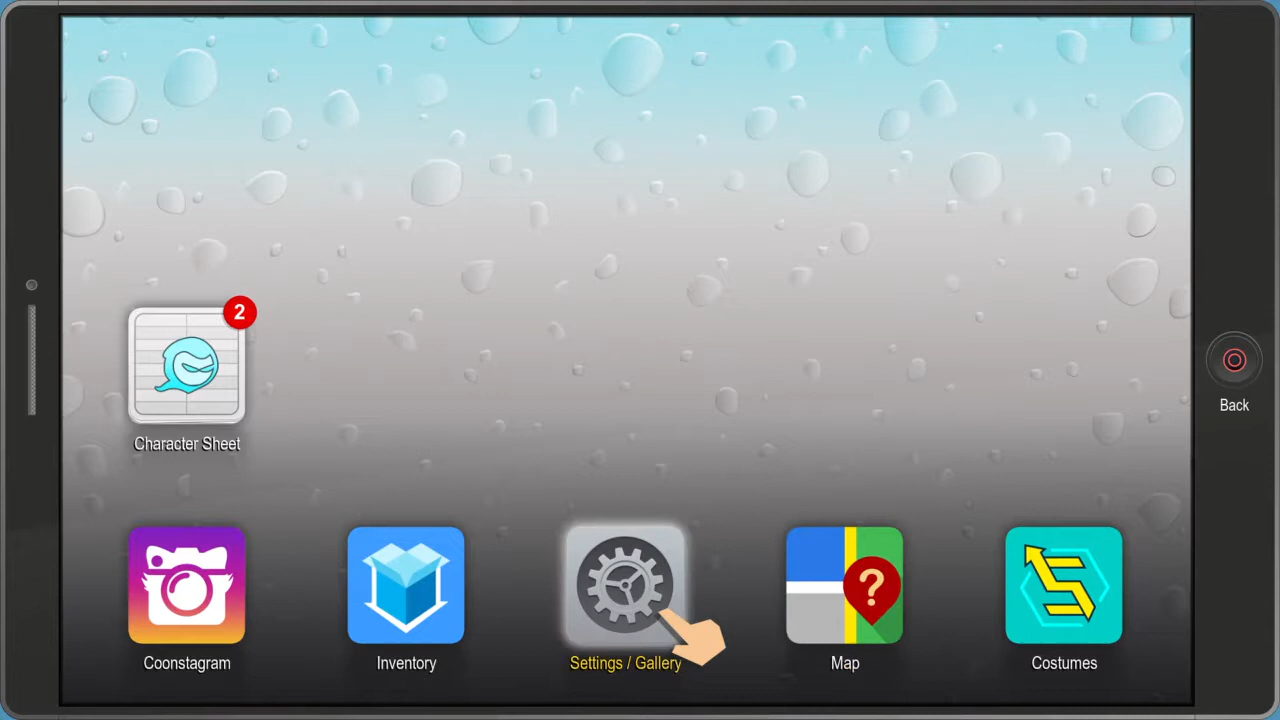 2
Character Sheet
Back
?
Coonstagram
Inventory
Settings / Gallery
Map
Costumes